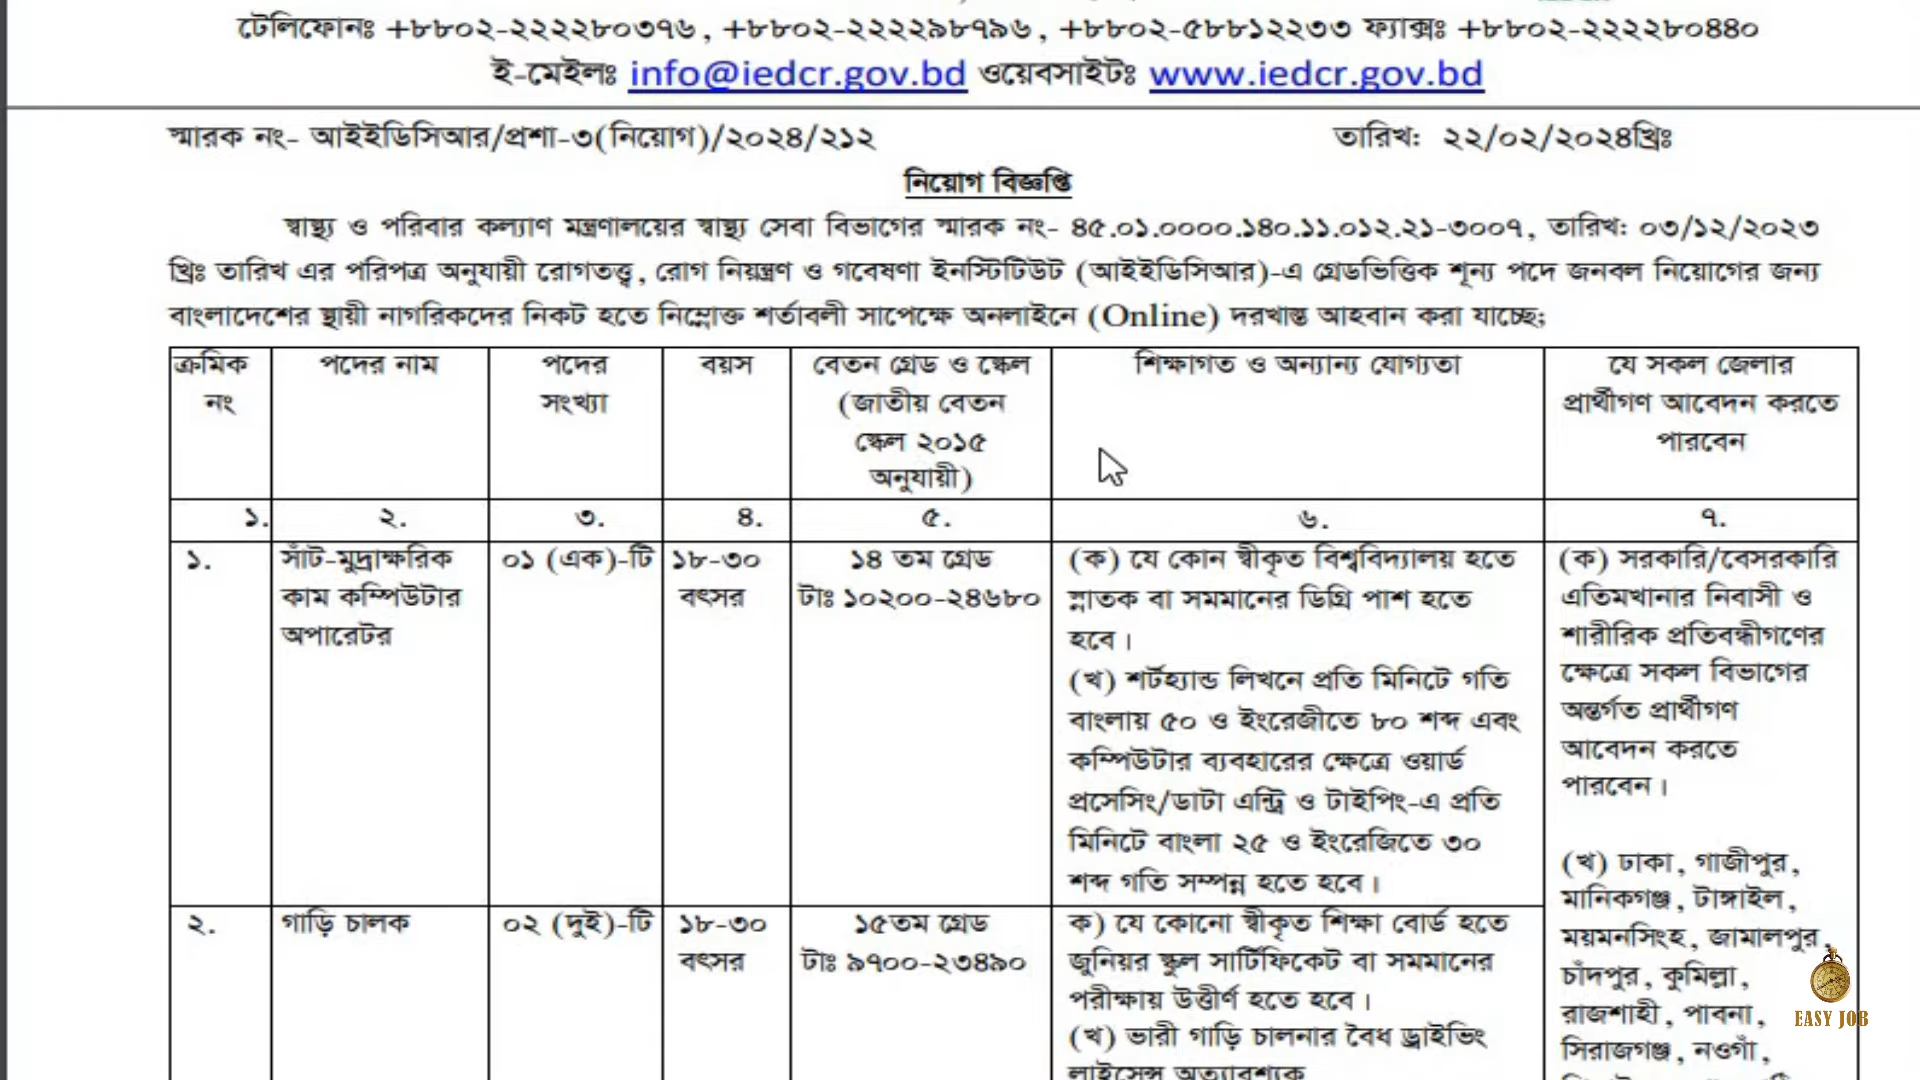 টেলিফোনঃ +৮৮০২-২২২২৮০৩৭৬, +৮৮০২-২২২২৯৮৭৯৬, +৮৮০২-৫৮৮১২২৩৩ ফ্যাক্সঃ +৮৮০২-২২২২৮০৪৪০
ই-মেইলঃ info@iedcr.gov.bd ওয়েবসাইটঃ www.iedcr.gov.bd
স্মারক নং- আইইডিসিআর/প্রশা-৩(নিয়োগ)/২০২৪/২১২
তারিখঃ ২২/০২/২০২৪খ্রিঃ
নিয়োগ বিজ্ঞপ্তি
স্বাস্থ্য ও পরিবার কল্যাণ মন্ত্রণালয়ের স্বাস্থ্য সেবা বিভাগের স্মারক নং- ৪৫.০১.০০০০.১৪০.১১.০১২.২১-৩০০৭, তারিখঃ ০৩/১২/২০২৩
খ্রিঃ তারিখ এর পরিপত্র অনুযায়ী রোগতত্ত্ব, রোগ নিয়ন্ত্রণ ও গবেষণা ইনস্টিটিউট (আইইডিসিআর)-এ গ্রেডভিত্তিক শূন্য পদে জনবল নিয়োগের জন্য
বাংলাদেশের স্থায়ী নাগরিকদের নিকট হতে নিম্নোক্ত শর্তাবলী সাপেক্ষে অনলাইনে (Online) দরখাস্ত আহবান করা যাচ্ছে;
ক্রমিক
নং
পদের নাম
পদের
সংখ্যা
বয়স
বেতন গ্রেড ও স্কেল
(জাতীয় বেতন
স্কেল ২০১৫
অনুযায়ী)
শিক্ষাগত ও অন্যান্য যোগ্যতা
যে সকল জেলার
প্রার্থীগণ আবেদন করতে
পারবেন
১.
২.
৩.
৪.
৫.
৬.
৭.
১.
সাঁট-মুদ্রাক্ষরিক
কাম কম্পিউটার
অপারেটর
০১ (এক)-টি
১৮-৩০
বৎসর
১৪ তম গ্রেড
টাঃ ১০২০০-২৪৬৮০
(ক) যে কোন স্বীকৃত বিশ্ববিদ্যালয় হতে
স্নাতক বা সমমানের ডিগ্রি পাশ হতে
হবে।
(খ) শর্টহ্যান্ড লিখনে প্রতি মিনিটে গতি
বাংলায় ৫০ ও ইংরেজীতে ৮০ শব্দ এবং
কম্পিউটার ব্যবহারের ক্ষেত্রে ওয়ার্ড
প্রসেসিং/ডাটা এন্ট্রি ও টাইপিং-এ প্রতি
মিনিটে বাংলা ২৫ ও ইংরেজিতে ৩০
শব্দ গতি সম্পন্ন হতে হবে।
(ক) সরকারি/বেসরকারি
এতিমখানার নিবাসী ও
শারীরিক প্রতিবন্ধীগণের
ক্ষেত্রে সকল বিভাগের
অন্তর্গত প্রার্থীগণ
আবেদন করতে
পারবেন।
(খ) ঢাকা, গাজীপুর,
মানিকগঞ্জ, টাঙ্গাইল,
ময়মনসিংহ, জামালপুর,
চাঁদপুর, কুমিল্লা,
রাজশাহী, পাবনা,
সিরাজগঞ্জ, নওগাঁ,
২.
গাড়ি চালক
০২ (দুই)-টি
১৮-৩০
বৎসর
১৫তম গ্রেড
টাঃ ৯৭০০-২৩৪৯০
ক) যে কোনো স্বীকৃত শিক্ষা বোর্ড হতে
জুনিয়র স্কুল সার্টিফিকেট বা সমমানের
পরীক্ষায় উত্তীর্ণ হতে হবে।
(খ) ভারী গাড়ি চালনার বৈধ ড্রাইভিং
লাইসেন্স অত্যাবশ্যক
EASY JOB